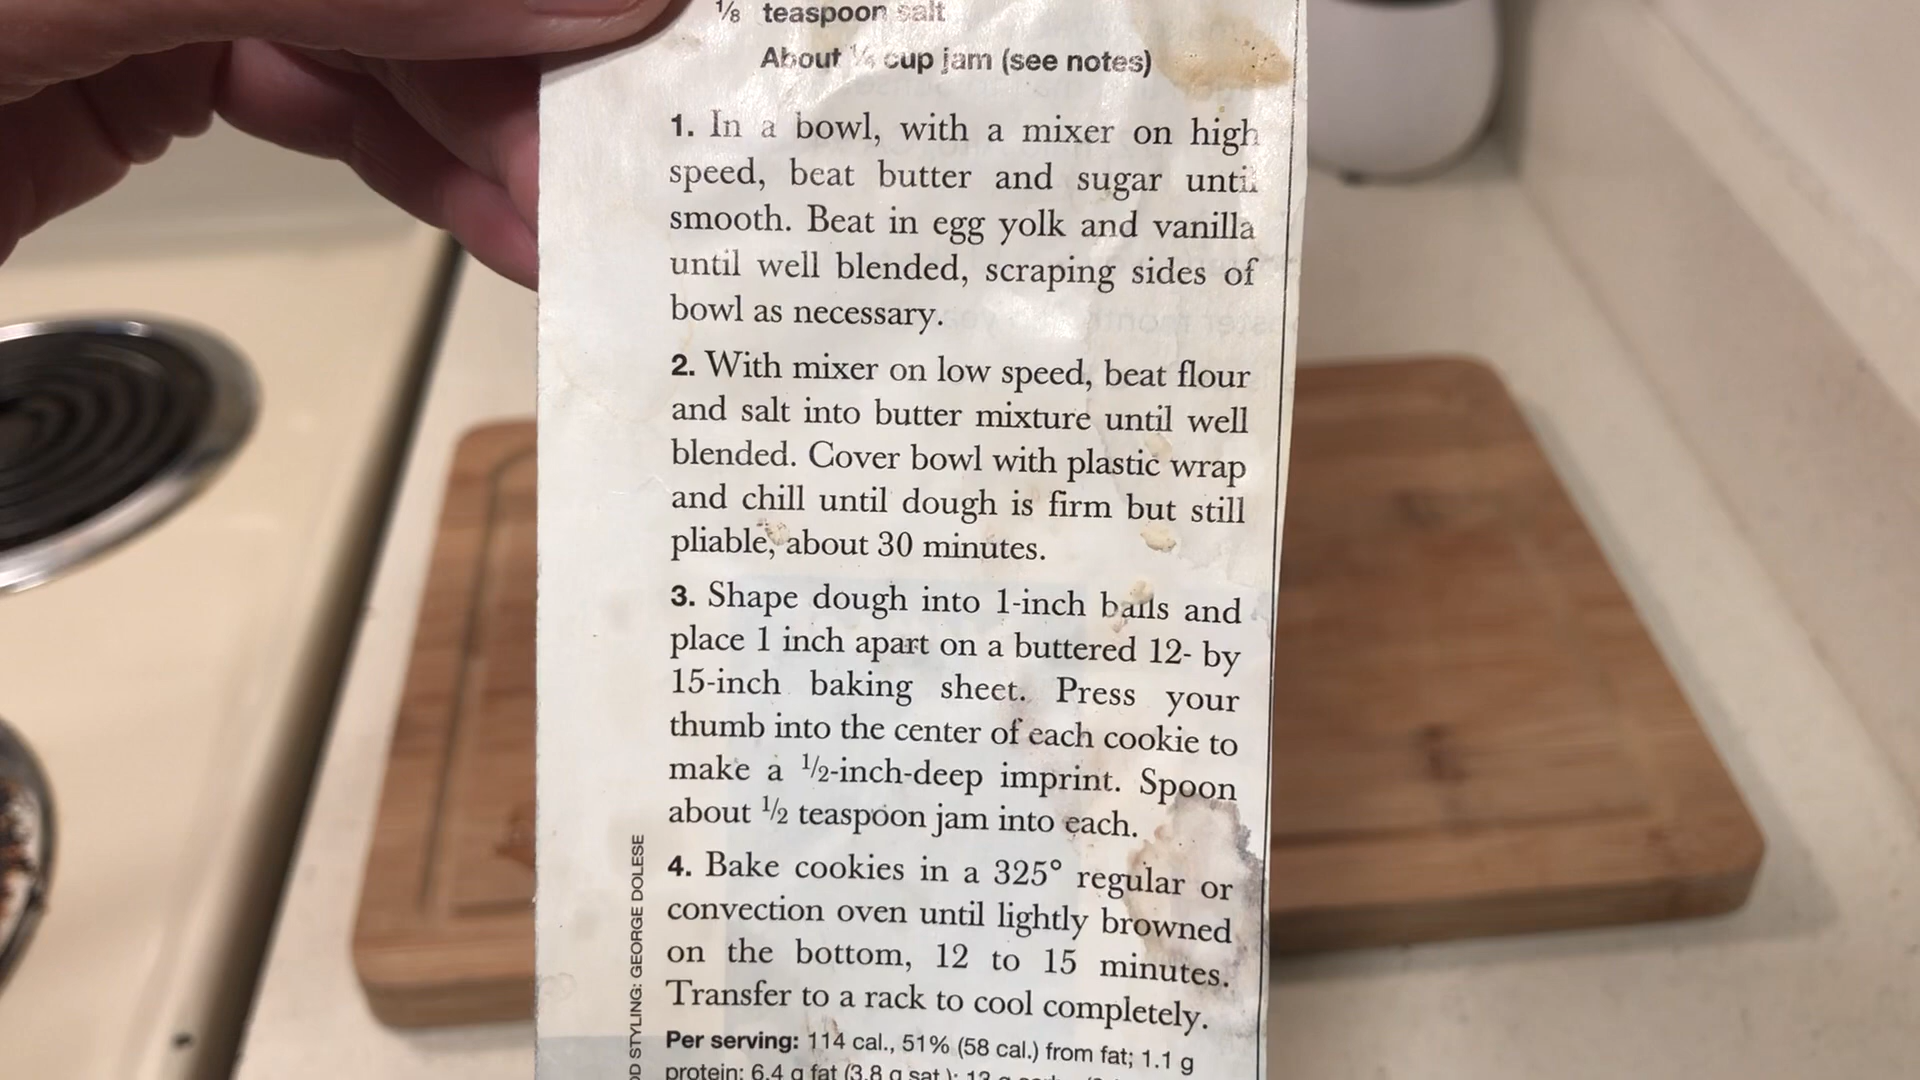 ⅛ teaspoon salt
About ¼ cup jam (see notes)
1. In a bowl, with a mixer on high
speed, beat butter and sugar until
smooth. Beat in egg yolk and vanilla
until well blended, scraping sides of
bowl as necessary.
2. With mixer on low speed, beat flour
and salt into butter mixture until well
blended. Cover bowl with plastic wrap
and chill until dough is firm but still
pliable, about 30 minutes.
3. Shape dough into 1-inch balls and
place 1 inch apart on a buttered 12- by
15-inch baking sheet. Press your
thumb into the center of each cookie to
make a ½-inch-deep imprint. Spoon
about ½ teaspoon jam into each.
4. Bake cookies in a 325° regular or
convection oven until lightly browned
on the bottom, 12 to 15 minutes.
Transfer to a rack to cool completely.
Per serving: 114 cal., 51% (58 cal.) from fat; 1.1 g
protein; 6.4 g fat (3.8 g sat.);
OD STYLING: GEORGE DOLESE